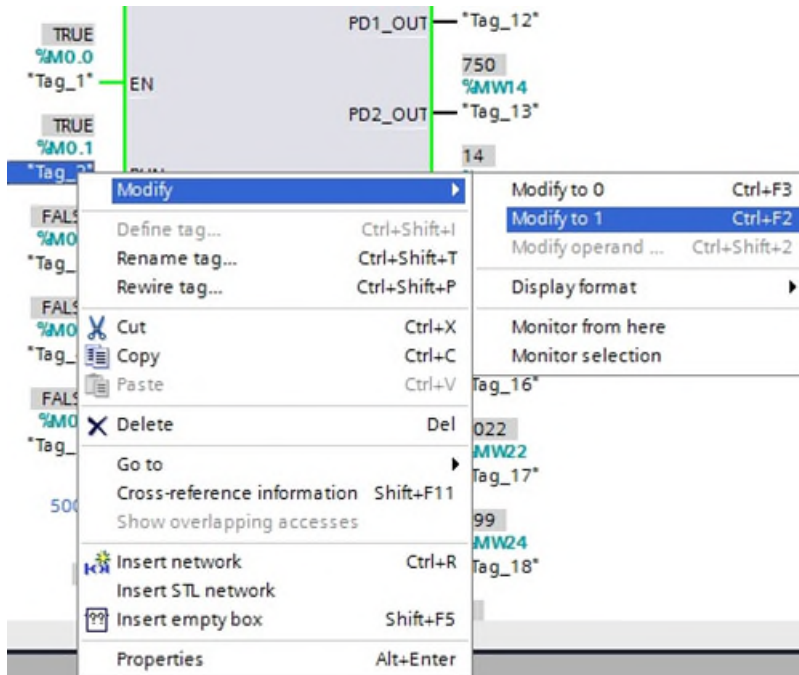 PD1_OUT "Tag_12"
TRUE
%M0.0
"Tag_1" EN
750
%MW14
PD2_OUT "Tag_13"
TRUE
%M0.1
14
Modify
Define tag... Ctrl+Shift+I
Rename tag... Ctrl+Shift+T
Rewire tag... Ctrl+Shift+P
Cut Ctrl+X
Copy Ctrl+C
Paste Ctrl+V
Delete Del
Go to
Cross-reference information Shift+F11
Show overlapping accesses
Insert network Ctrl+R
Insert STL network
Insert empty box Shift+F5
Properties Alt+Enter
Modify to 0 Ctrl+F3
Modify to 1 Ctrl+F2
Modify operand ... Ctrl+Shift+2
Display format
Monitor from here
Monitor selection
Tag_16"
022
MW22
Tag_17"
99
MW24
Tag_18"